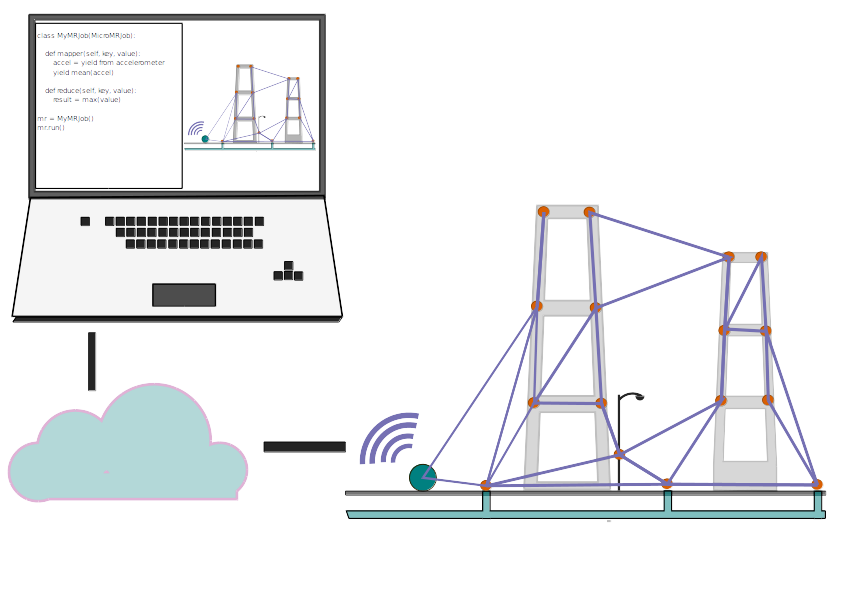 class MyMRJob(MicroMRJob):
def mapper(self, key, value):
accel = yield from accelerometer
yield mean(accel)
def reduce(self, key, value):
result = max(value)
mr = MyMRJob()
mr.run()